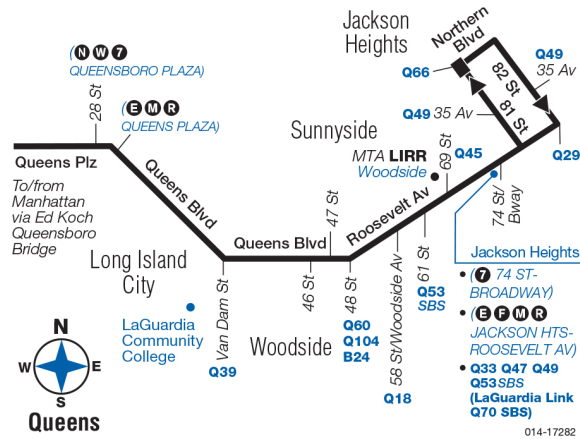 Jackson
Heights
Northern
Blvd
N W 7
QUEENSBORO PLAZA)
Q66
82 St
Q49
35 Av
28 St
(E M R
QUEENS PLAZA)
Q49 35 Av
81 St
Sunnyside
MTA LIRR
Woodside
69 St
Q45
Q29
Queens Plz
To/from
Manhattan
via Ed Koch
Queensboro
Bridge
Queens Blvd
47 St
Roosevelt Av
74 St/
Bway
Queens Blvd
Long Island
City
LaGuardia
Community
College
Van Dam St
Q39
46 St
48 St
Q60
Q104
B24
Woodside
58 St/Woodside Av
Q18
61 St
Q53
SBS
Jackson Heights
• (7 74 ST-
BROADWAY)
• (E F M R
JACKSON HTS-
ROOSEVELT AV)
• Q33 Q47 Q49
Q53SBS
(LaGuardia Link
Q70 SBS)
N
W E
S
Queens
014-17282